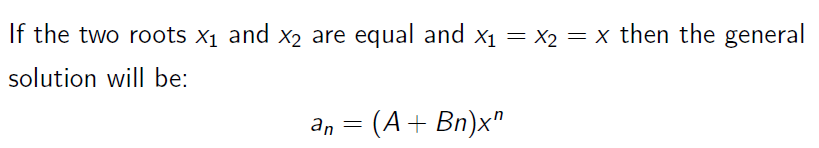 If the two roots x₁ and x₂ are equal and x₁ = x₂ = x then the general
solution will be:
aₙ = (A + Bn)xⁿ